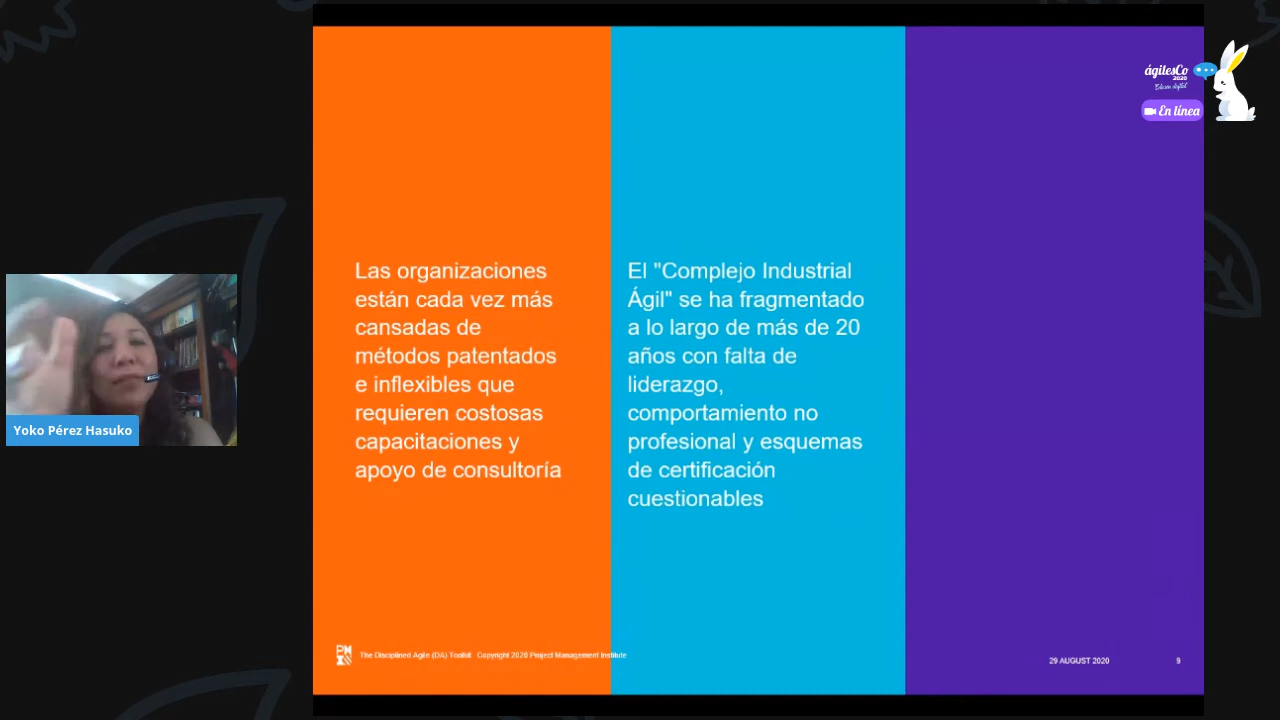 Las organizaciones
están cada vez más
cansadas de
métodos patentados
e inflexibles que
requieren costosas
capacitaciones y
apoyo de consultoría
El "Complejo Industrial
Ágil" se ha fragmentado
a lo largo de más de 20
años con falta de
liderazgo,
comportamiento no
profesional y esquemas
de certificación
cuestionables
ágilesCo
2020
Edición digital
En línea
Yoko Pérez Hasuko
The Disciplined Agile (DA) Toolkit Copyright 2020 Project Management Institute
29 AUGUST 2020
9